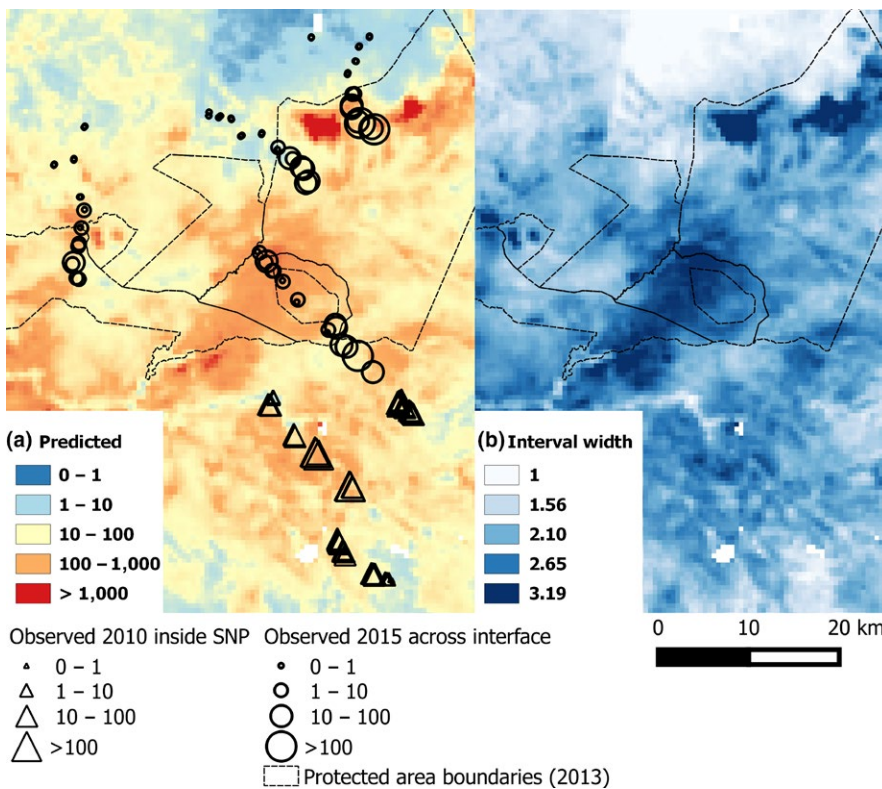 (a) Predicted
0 – 1
1 – 10
10 – 100
100 – 1,000
> 1,000
(b) Interval width
1
1.56
2.10
2.65
3.19
0 10 20 km
Observed 2010 inside SNP
0 – 1
1 – 10
10 – 100
>100
Observed 2015 across interface
0 – 1
1 – 10
10 – 100
>100
Protected area boundaries (2013)